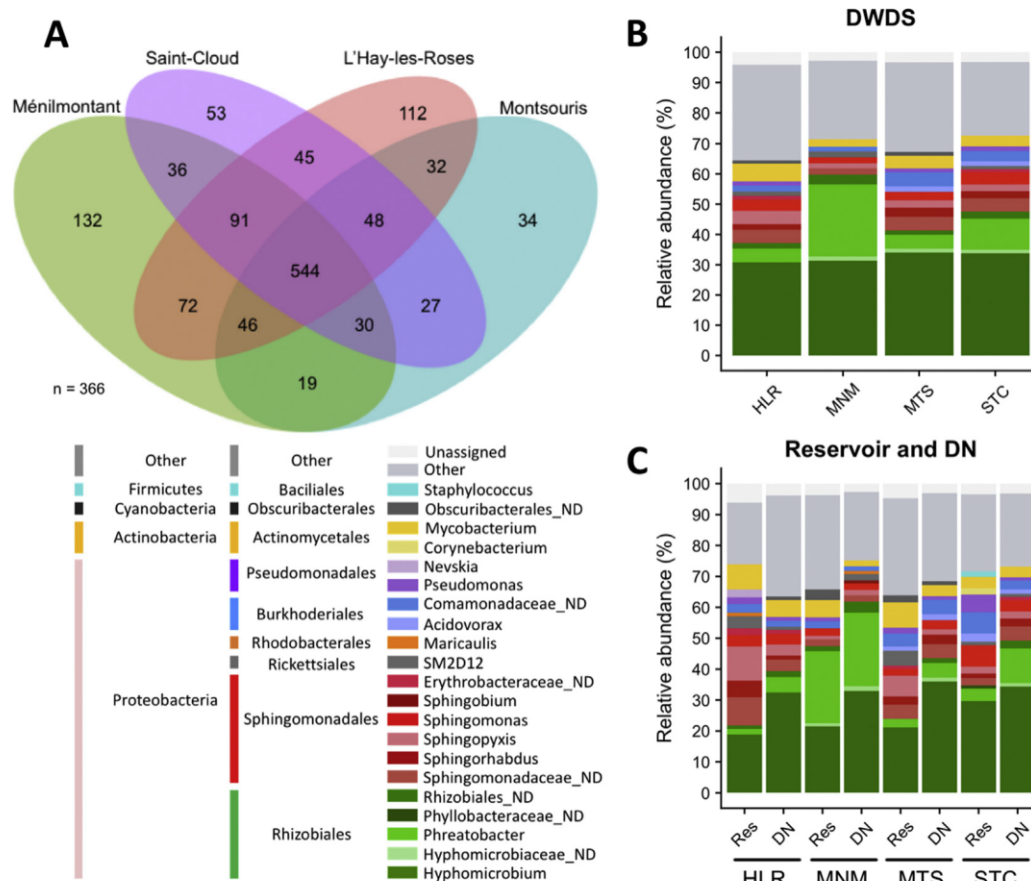 A
Saint-Cloud
L'Hay-les-Roses
Ménilmontant
Montsouris
53
112
36
45
32
132
91
48
34
544
72
46
30
27
19
n = 366
Other
Firmicutes
Cyanobacteria
Actinobacteria
Proteobacteria
Other
Baciliales
Obscuribacterales
Actinomycetales
Pseudomonadales
Burkhoderiales
Rhodobacterales
Rickettsiales
Sphingomonadales
Rhizobiales
Unassigned
Other
Staphylococcus
Obscuribacterales_ND
Mycobacterium
Corynebacterium
Nevskia
Pseudomonas
Comamonadaceae_ND
Acidovorax
Maricaulis
SM2D12
Erythrobacteraceae_ND
Sphingobium
Sphingomonas
Sphingopyxis
Sphingorhabdus
Sphingomonadaceae_ND
Rhizobiales_ND
Phyllobacteraceae_ND
Phreatobacter
Hyphomicrobiaceae_ND
Hyphomicrobium
B
DWDS
Relative abundance (%)
100
90
80
70
60
50
40
30
20
10
0
HLR
MNM
MTS
STC
C
Reservoir and DN
Relative abundance (%)
100
90
80
70
60
50
40
30
20
10
0
Res
DN
Res
DN
Res
DN
Res
DN
HLR
MNM
MTS
STC